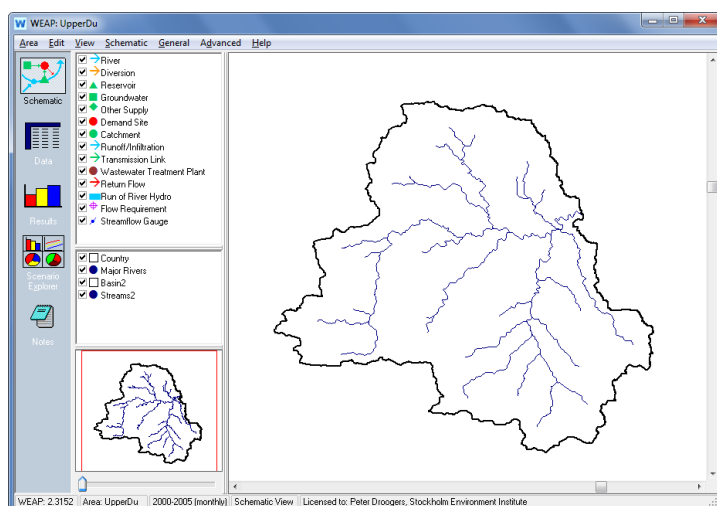 WEAP: UpperDu
Area Edit View Schematic General Advanced Help
Schematic
Data
Results
Scenario
Explorer
Notes
River
Diversion
Reservoir
Groundwater
Other Supply
Demand Site
Catchment
Runoff/Infiltration
Transmission Link
Wastewater Treatment Plant
Return Flow
Run of River Hydro
Flow Requirement
Streamflow Gauge
Country
Major Rivers
Basin2
Streams2
WEAP: 2.3152 Area: UpperDu 2000-2005 (monthly) Schematic View Licensed to: Peter Droogers, Stockholm Environment Institute